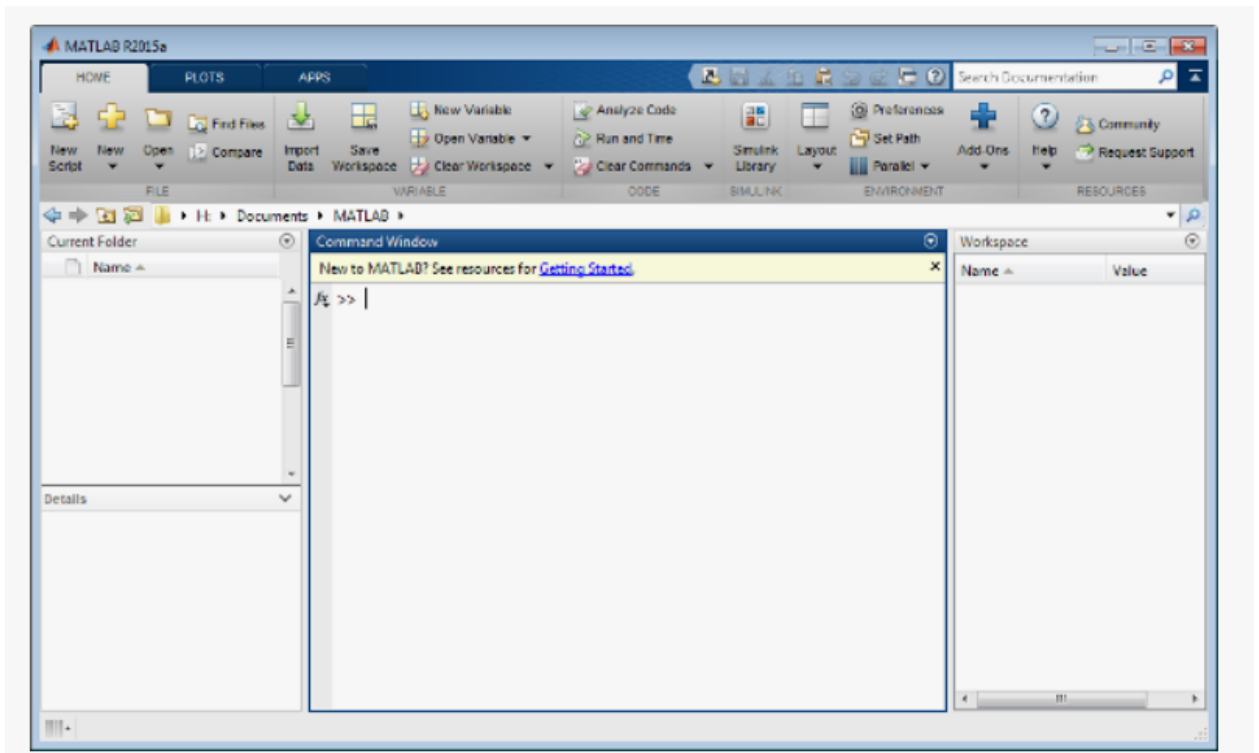 MATLAB R2015a
HOME PLOTS APPS Search Documentation
New Script New Open Find Files Compare Import Data Save Workspace New Variable Open Variable Clear Workspace Analyze Code Run and Time Clear Commands Simulink Library Layout Preferences Set Path Parallel Add-Ons Help Community Request Support
FILE VARIABLE CODE SIMULINK ENVIRONMENT RESOURCES
H: Documents MATLAB
Current Folder Command Window Workspace
Name New to MATLAB? See resources for Getting Started. Name Value
fx >>
Details